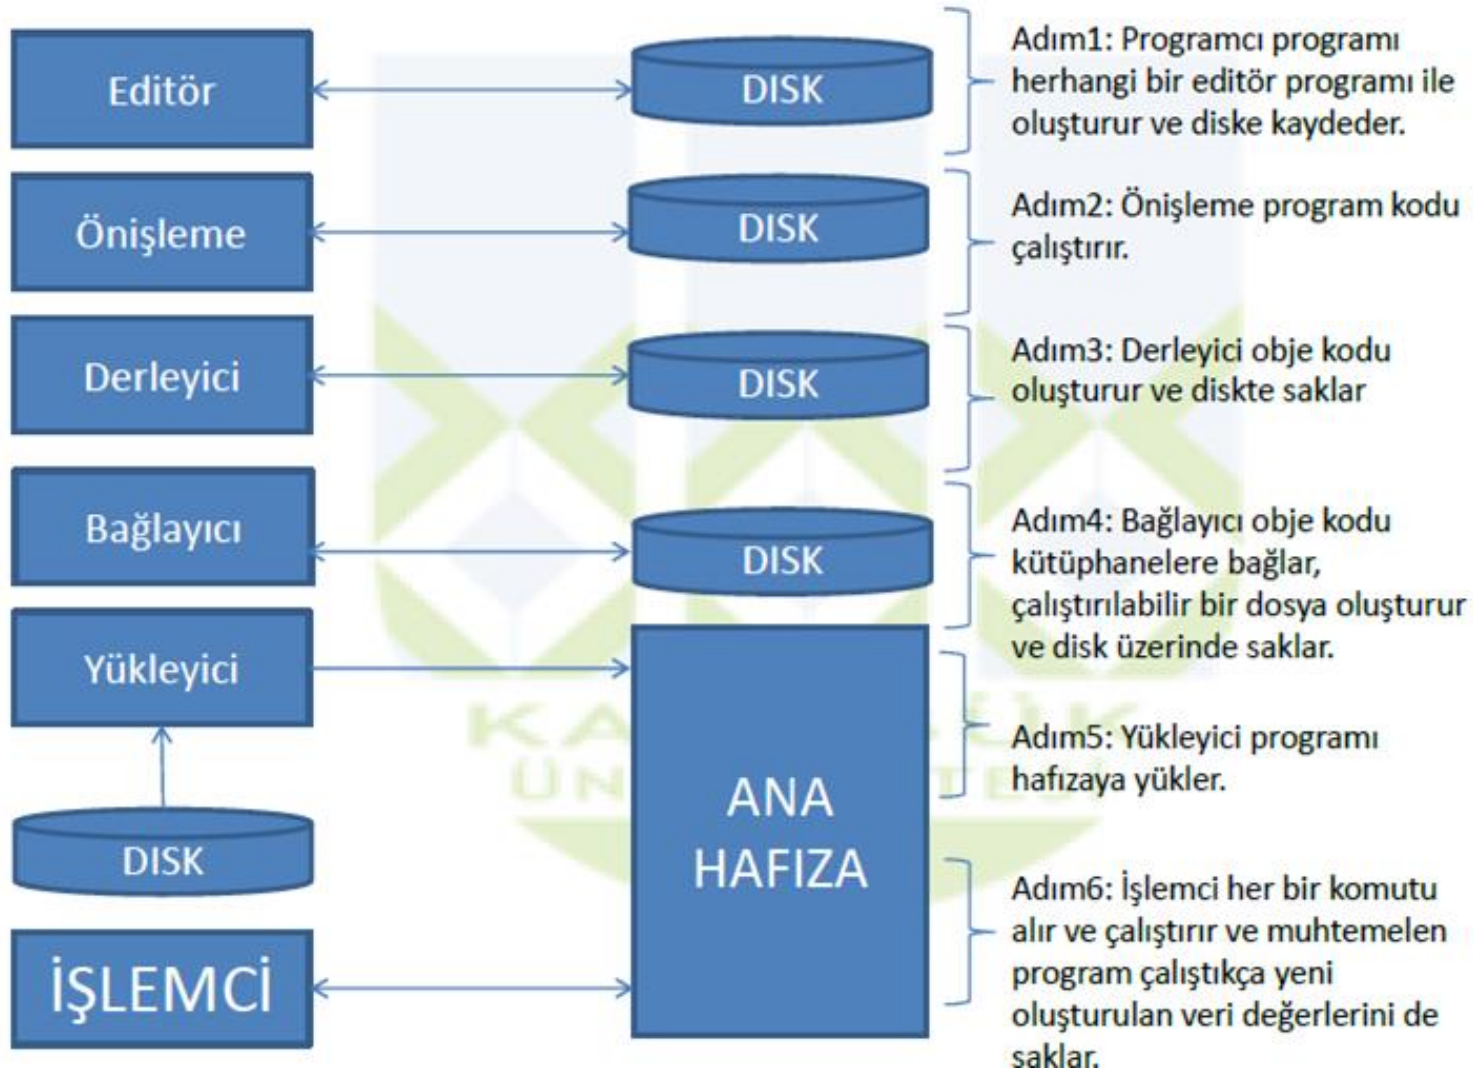 Editör
DISK
Adım1: Programcı programı
herhangi bir editör programı ile
oluşturur ve diske kaydeder.
Önişleme
DISK
Adım2: Önişleme program kodu
çalıştırır.
Derleyici
DISK
Adım3: Derleyici obje kodu
oluşturur ve diskte saklar
Bağlayıcı
DISK
Adım4: Bağlayıcı obje kodu
kütüphanelere bağlar,
çalıştırılabilir bir dosya oluşturur
ve disk üzerinde saklar.
Yükleyici
DISK
ANA
HAFIZA
Adım5: Yükleyici programı
hafızaya yükler.
İŞLEMCİ
Adım6: İşlemci her bir komutu
alır ve çalıştırır ve muhtemelen
program çalıştıkça yeni
oluşturulan veri değerlerini de
saklar.